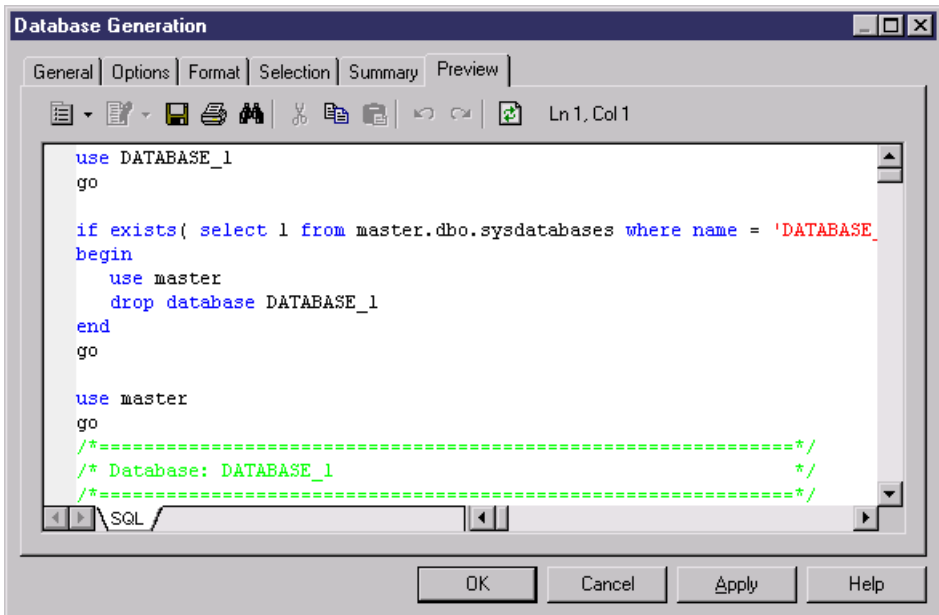 Database Generation
General Options Format Selection Summary Preview
Ln 1, Col 1
use DATABASE_1
go
if exists( select 1 from master.dbo.sysdatabases where name = 'DATABASE_
begin
use master
drop database DATABASE_1
end
go
use master
go
/*==============================================================*/
/* Database: DATABASE_1 */
/*==============================================================*/
SQL
OK Cancel Apply Help